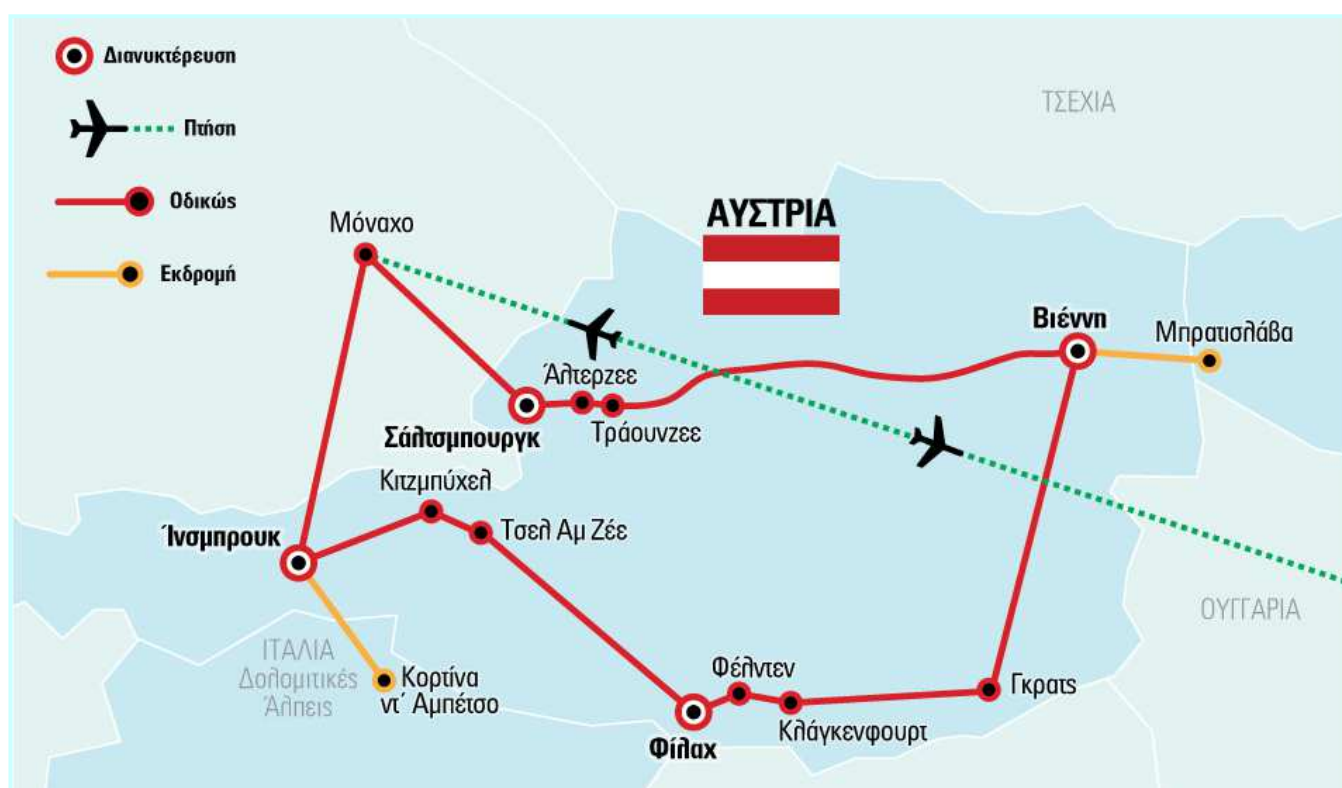 Διανυκτέρευση
Πτήση
Οδικώς
Εκδρομή
ΤΣΕΧΙΑ
ΑΥΣΤΡΙΑ
Μόναχο
Βιέννη
Μπρατισλάβα
Άλτερζεε
Τράουνζεε
Σάλτσμπουργκ
Κιτζμπύχελ
Τσελ Αμ Ζέε
Ίνσμπρουκ
ΟΥΓΓΑΡΙΑ
ΙΤΑΛΙΑ
Δολομιτικές
Άλπεις
Κορτίνα
ντ΄ Αμπέτσο
Φέλντεν
Γκρατς
Κλάγκενφουρτ
Φίλαχ